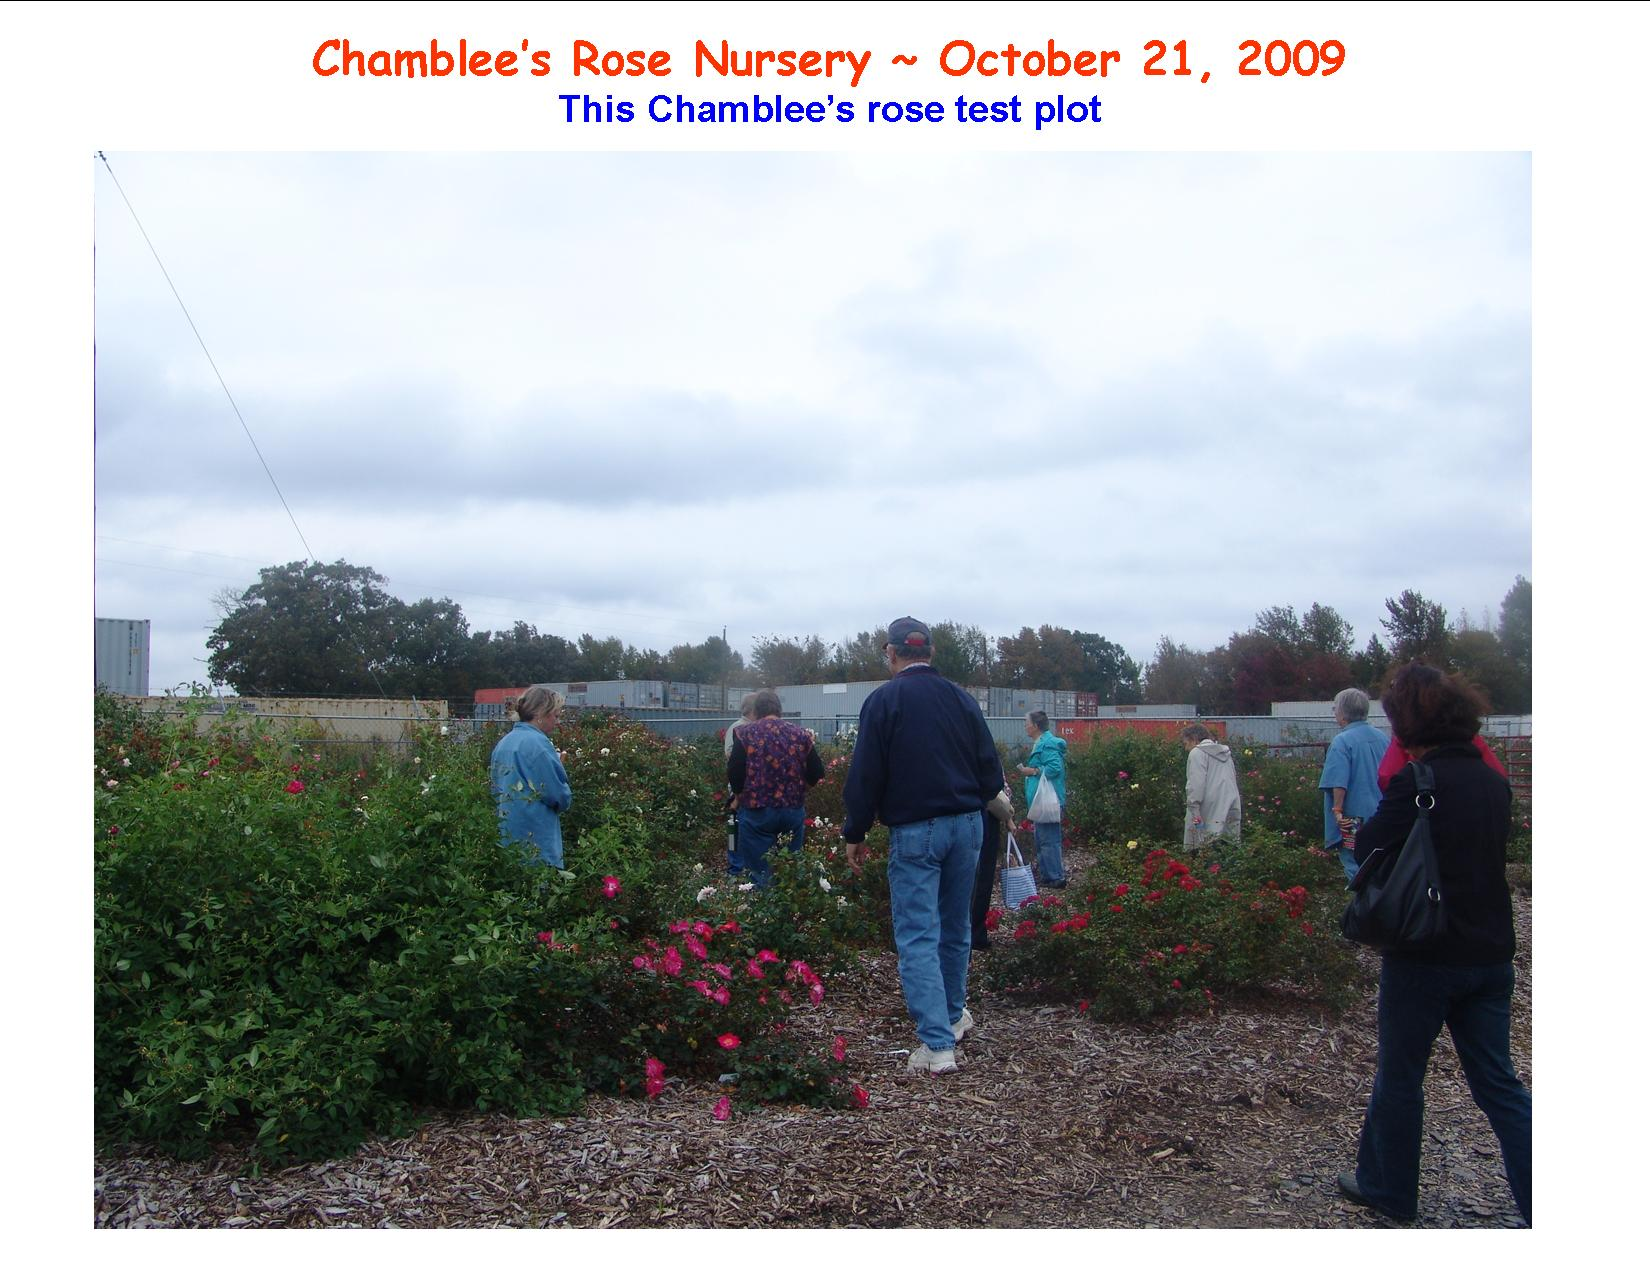 Chamblee's Rose Nursery ~ October 21, 2009
This Chamblee's rose test plot